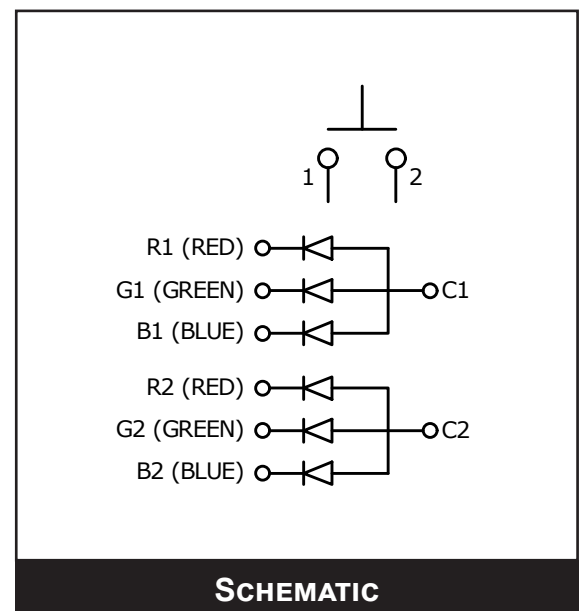 1 2
R1 (RED)
G1 (GREEN) C1
B1 (BLUE)
R2 (RED)
G2 (GREEN) C2
B2 (BLUE)
SCHEMATIC